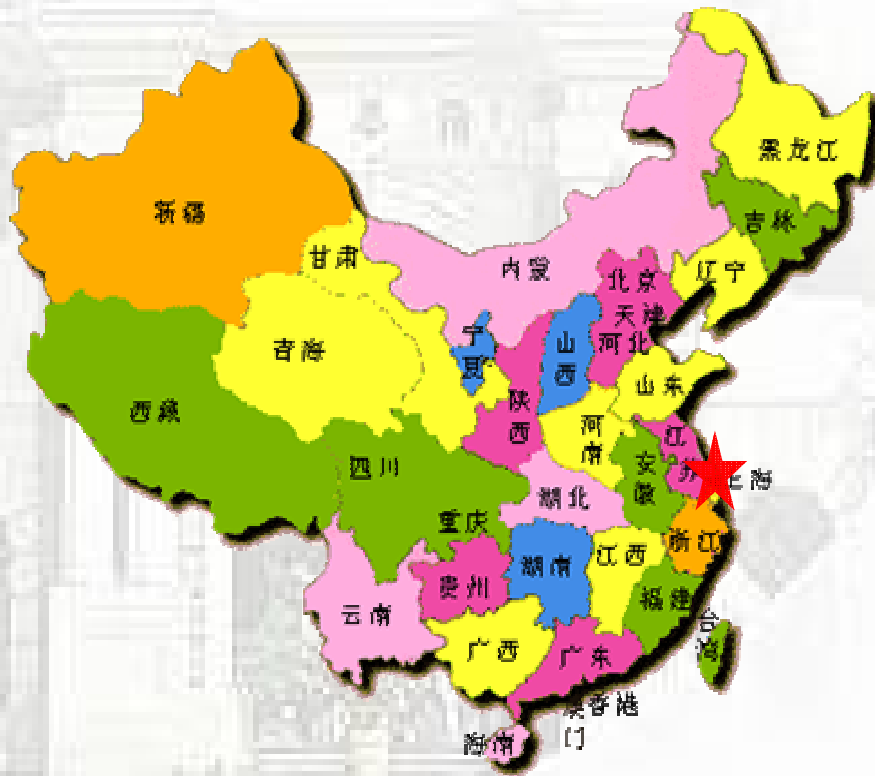 黑龙江
吉林
辽宁
内蒙
新疆
甘肃
北京
天津
河北
宁夏
山西
青海
山东
陕西
河南
江苏
西藏
四川
安徽
上海
湖北
重庆
浙江
湖南
江西
贵州
福建
云南
台湾
广西
广东
香港
澳门
海南